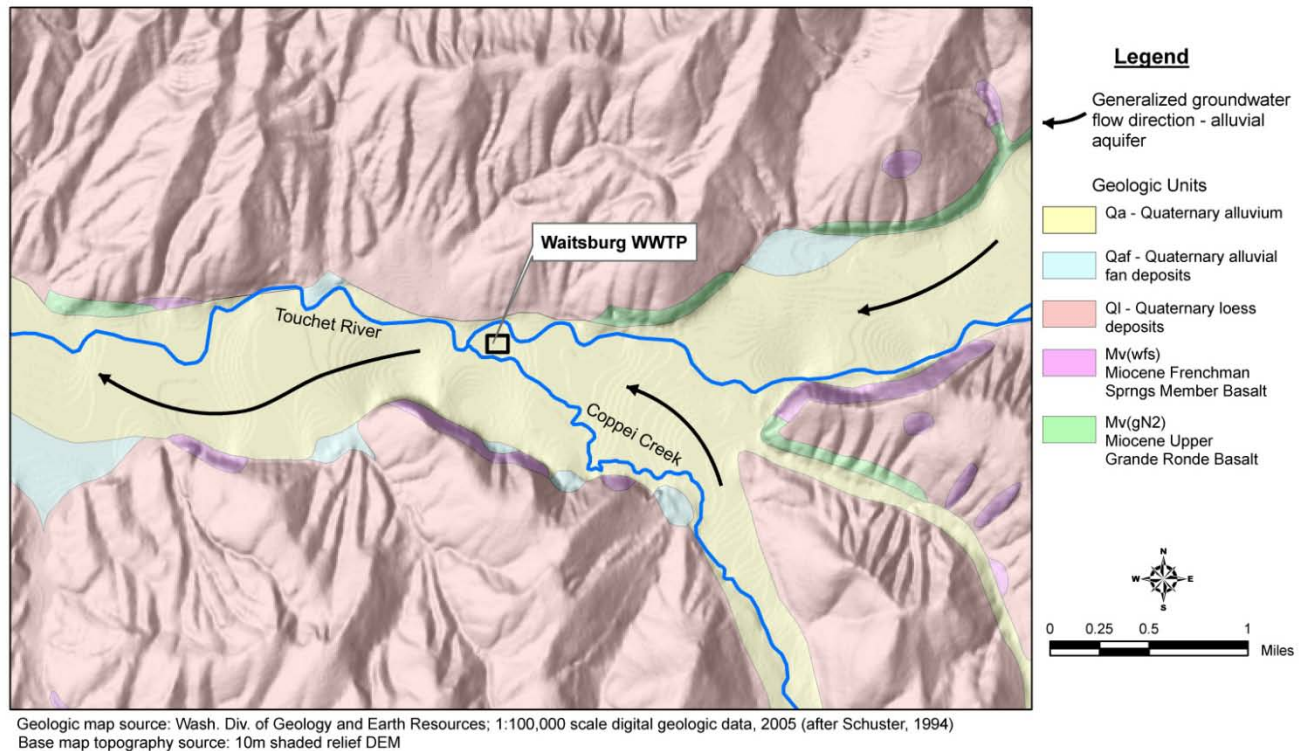 Legend
Generalized groundwater
flow direction - alluvial
aquifer
Geologic Units
Qa - Quaternary alluvium
Qaf - Quaternary alluvial
fan deposits
Ql - Quaternary loess
deposits
Mv(wfs)
Miocene Frenchman
Sprngs Member Basalt
Mv(gN2)
Miocene Upper
Grande Ronde Basalt
Waitsburg WWTP
Touchet River
Coppei Creek
N
W E
S
0 0.25 0.5 1
Miles
Geologic map source: Wash. Div. of Geology and Earth Resources; 1:100,000 scale digital geologic data, 2005 (after Schuster, 1994)
Base map topography source: 10m shaded relief DEM